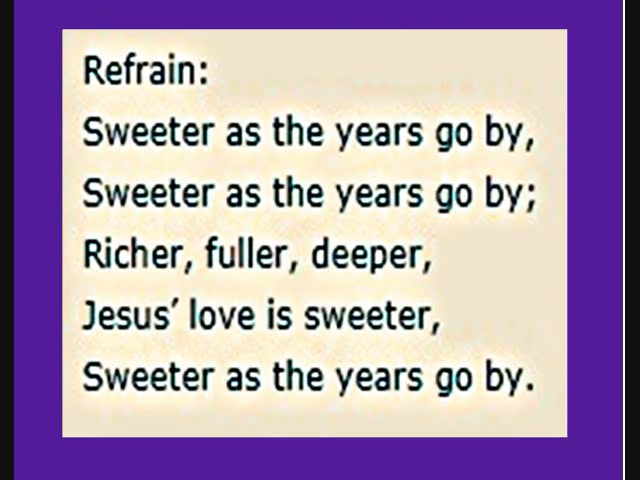 Refrain:
Sweeter as the years go by,
Sweeter as the years go by;
Richer, fuller, deeper,
Jesus’ love is sweeter,
Sweeter as the years go by.